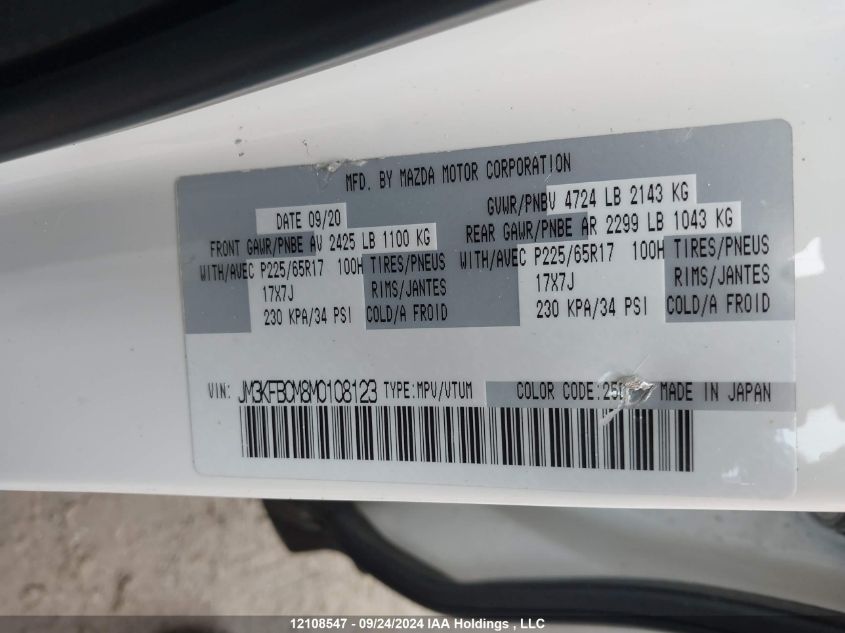 MFD. BY MAZDA MOTOR CORPORATION
DATE 09/20 GVWR/PNBV 4724 LB 2143 KG
FRONT GAWR/PNBE AV 2425 LB 1100 KG REAR GAWR/PNBE AR 2299 LB 1043 KG
WITH/AVEC P225/65R17 100H TIRES/PNEUS WITH/AVEC P225/65R17 100H TIRES/PNEUS
17X7J RIMS/JANTES 17X7J RIMS/JANTES
230 KPA/34 PSI COLD/A FROID 230 KPA/34 PSI COLD/A FROID
VIN: JM3KFBCM8M0108123 TYPE:MPV/VTUM COLOR CODE: MADE IN JAPAN
12108547 - 09/24/2024 IAA Holdings , LLC